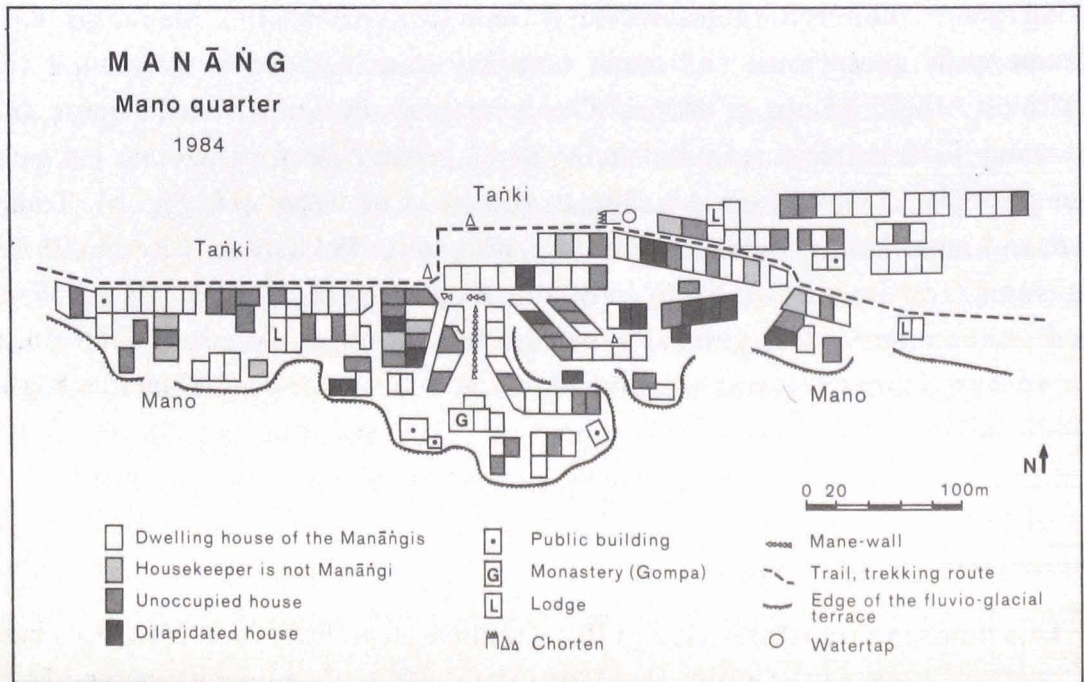 MANĀṄG
Mano quarter
1984
Taṅki
Taṅki
L
L
L
L
G
Mano
Mano
N
0 20 100m
Dwelling house of the Manāṅgis
Housekeeper is not Manāṅgi
Unoccupied house
Dilapidated house
Public building
G Monastery (Gompa)
L Lodge
Chorten
Mane-wall
Trail, trekking route
Edge of the fluvio-glacial
terrace
Watertap